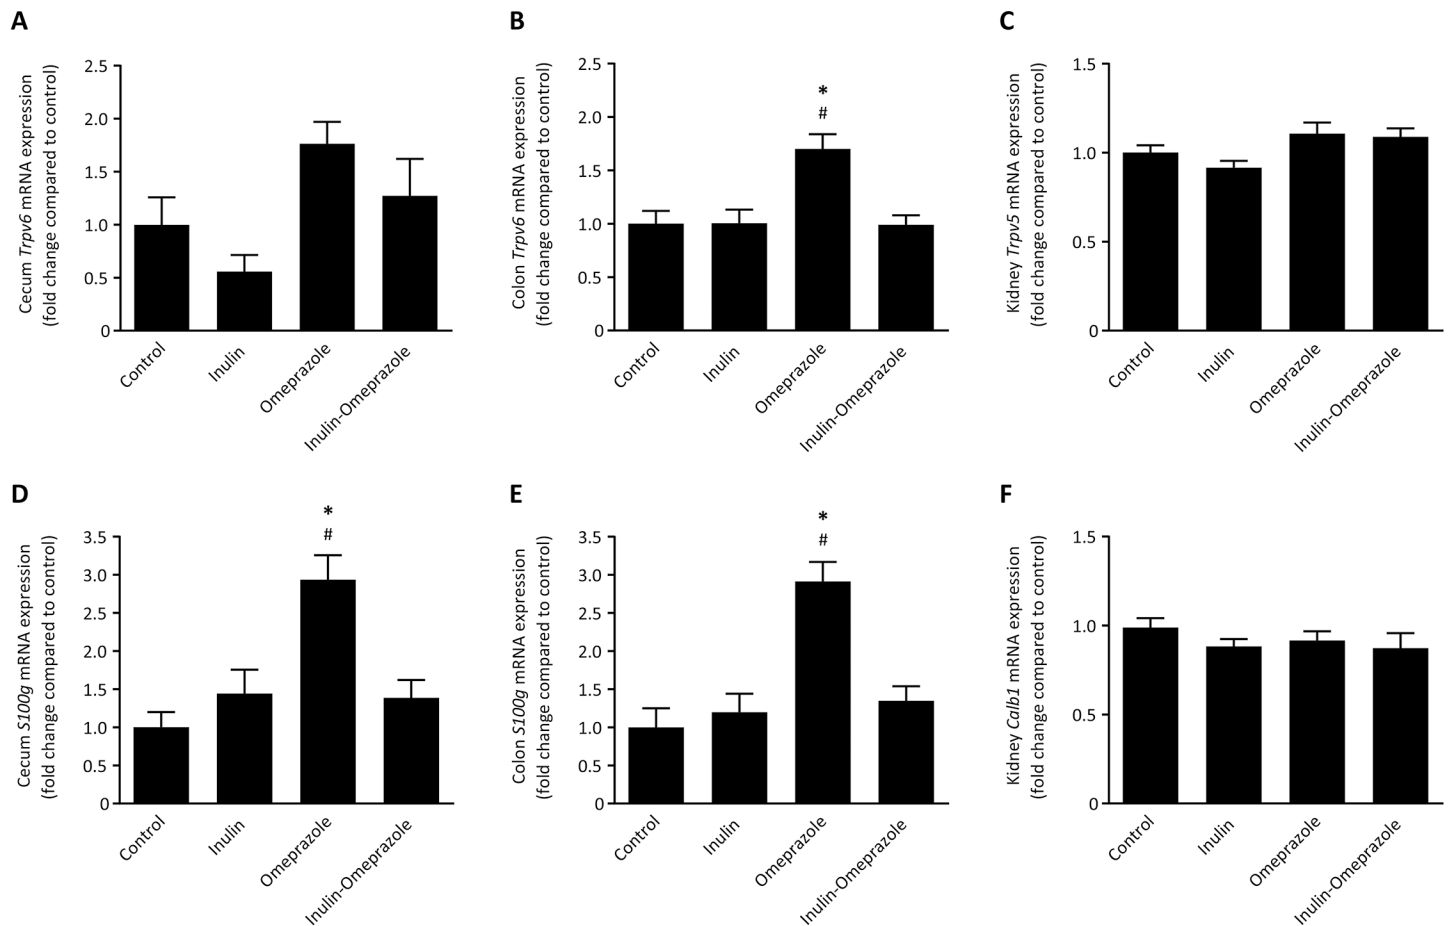 A
Cecum Trpv6 mRNA expression
(fold change compared to control)
2.5
2.0
1.5
1.0
0.5
0
Control
Inulin
Omeprazole
Inulin-Omeprazole
B
Colon Trpv6 mRNA expression
(fold change compared to control)
2.5
2.0
1.5
1.0
0.5
0
*
#
Control
Inulin
Omeprazole
Inulin-Omeprazole
C
Kidney Trpv5 mRNA expression
(fold change compared to control)
1.5
1.0
0.5
0
Control
Inulin
Omeprazole
Inulin-Omeprazole
D
Cecum S100g mRNA expression
(fold change compared to control)
3.5
3.0
2.5
2.0
1.5
1.0
0.5
0
*
#
Control
Inulin
Omeprazole
Inulin-Omeprazole
E
Colon S100g mRNA expression
(fold change compared to control)
3.5
3.0
2.5
2.0
1.5
1.0
0.5
0
*
#
Control
Inulin
Omeprazole
Inulin-Omeprazole
F
Kidney Calb1 mRNA expression
(fold change compared to control)
1.5
1.0
0.5
0
Control
Inulin
Omeprazole
Inulin-Omeprazole